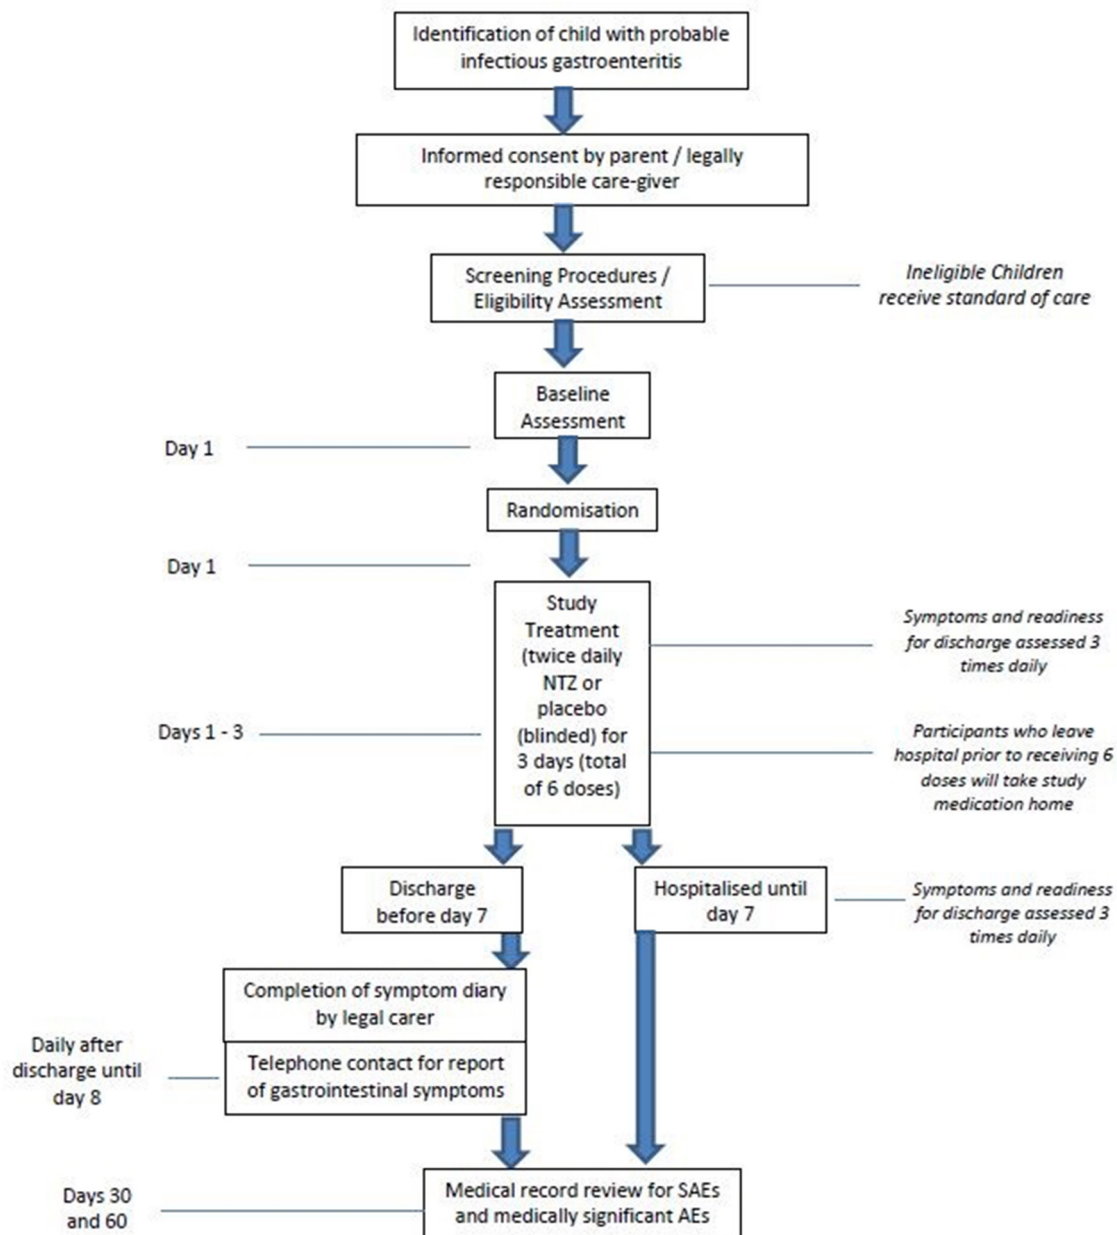 Identification of child with probable
infectious gastroenteritis
Informed consent by parent / legally
responsible care-giver
Screening Procedures /
Eligibility Assessment
Ineligible Children
receive standard of care
Baseline
Assessment
Day 1
Randomisation
Day 1
Study
Treatment
(twice daily
NTZ or
placebo
(blinded) for
3 days (total
of 6 doses)
Symptoms and readiness
for discharge assessed 3
times daily
Days 1 - 3
Participants who leave
hospital prior to receiving 6
doses will take study
medication home
Discharge
before day 7
Hospitalised until
day 7
Symptoms and readiness
for discharge assessed 3
times daily
Completion of symptom diary
by legal carer
Daily after
discharge until
day 8
Telephone contact for report
of gastrointestinal symptoms
Days 30
and 60
Medical record review for SAEs
and medically significant AEs